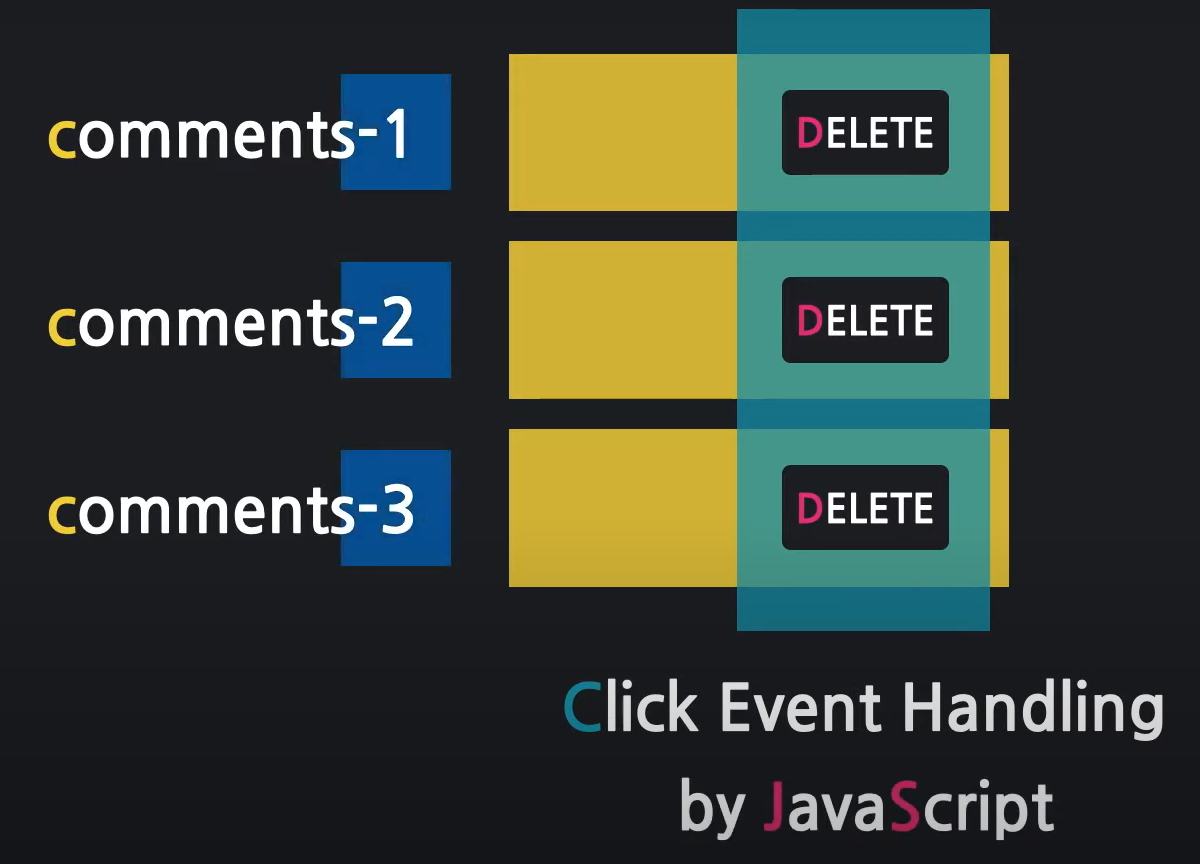 comments-1
DELETE
comments-2
DELETE
comments-3
DELETE
Click Event Handling
by JavaScript